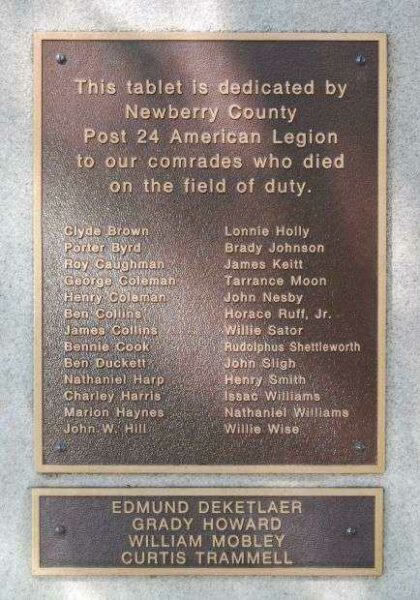 This tablet is dedicated by
Newberry County
Post 24 American Legion
to our comrades who died
on the field of duty.
Clyde Brown
Porter Byrd
Roy Caughman
George Coleman
Henry Coleman
Ben Collins
James Collins
Bennie Cook
Ben Duckett
Nathaniel Harp
Charley Harris
Marion Haynes
John W. Hill
Lonnie Holly
Brady Johnson
James Keitt
Tarrance Moon
John Nesby
Horace Ruff, Jr.
Willie Sator
Rudolphus Shettleworth
John Sligh
Henry Smith
Issac Williams
Nathaniel Williams
Willie Wise
EDMUND DEKETLAER
GRADY HOWARD
WILLIAM MOBLEY
CURTIS TRAMMELL